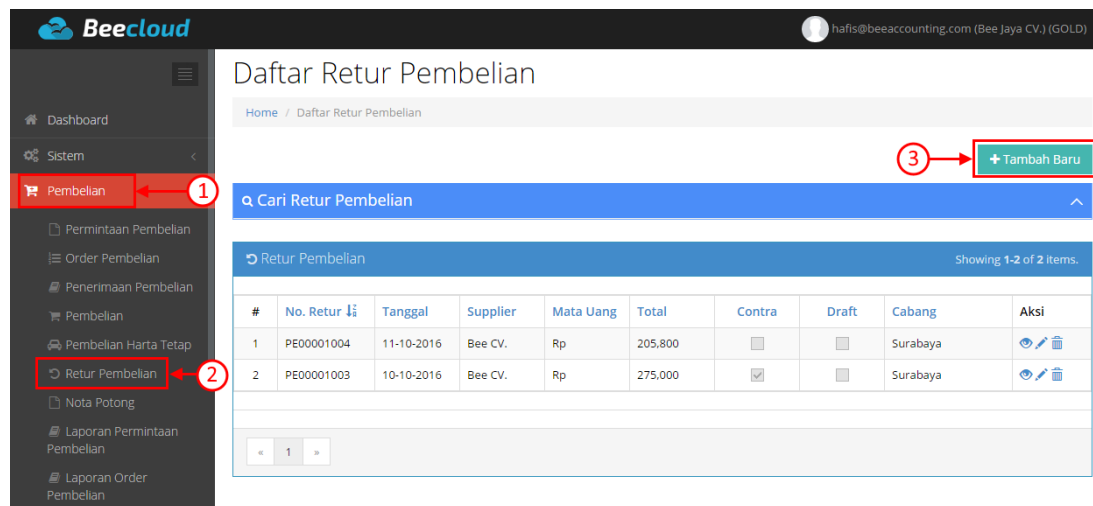 Beecloud
hafis@beeaccounting.com (Bee Jaya CV.) (GOLD)
Dashboard
Sistem
Pembelian
1
Permintaan Pembelian
Order Pembelian
Penerimaan Pembelian
Pembelian
Pembelian Harta Tetap
Retur Pembelian
2
Nota Potong
Laporan Permintaan
Pembelian
Laporan Order
Pembelian
Daftar Retur Pembelian
Home / Daftar Retur Pembelian
3
+ Tambah Baru
Cari Retur Pembelian
Retur Pembelian Showing 1-2 of 2 items.
# No. Retur Tanggal Supplier Mata Uang Total Contra Draft Cabang Aksi
1 PE00001004 11-10-2016 Bee CV. Rp 205,800 Surabaya
2 PE00001003 10-10-2016 Bee CV. Rp 275,000 Surabaya
« 1 »